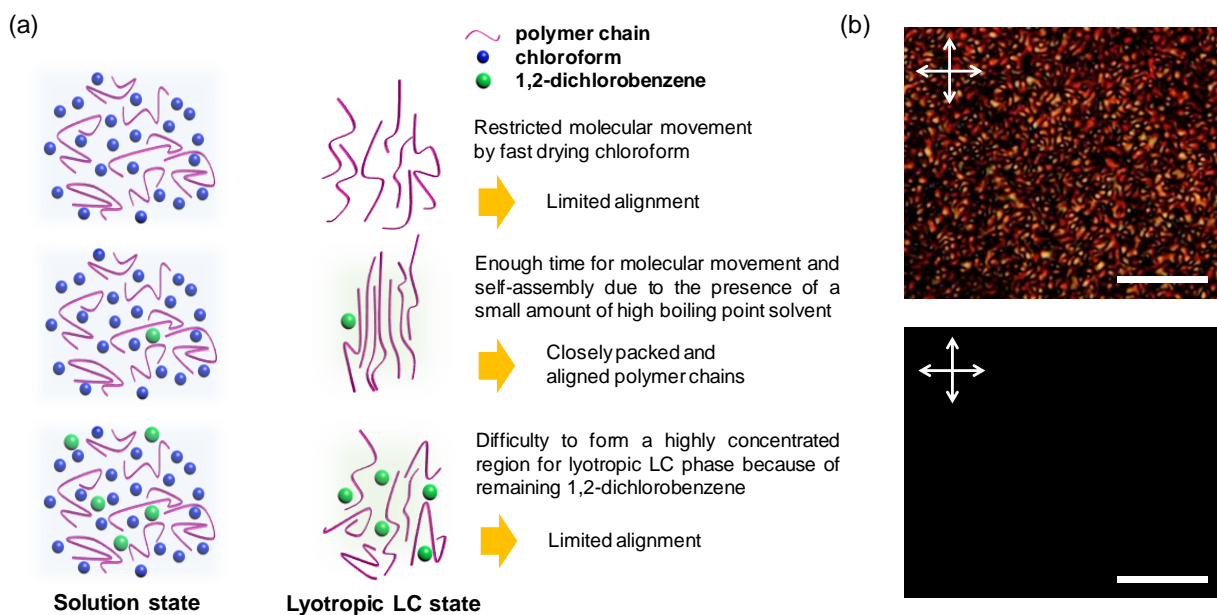 (a)
polymer chain
chloroform
1,2-dichlorobenzene
Restricted molecular movement
by fast drying chloroform
Limited alignment
Enough time for molecular movement and
self-assembly due to the presence of a
small amount of high boiling point solvent
Closely packed and
aligned polymer chains
Difficulty to form a highly concentrated
region for lyotropic LC phase because of
remaining 1,2-dichlorobenzene
Limited alignment
Solution state
Lyotropic LC state
(b)